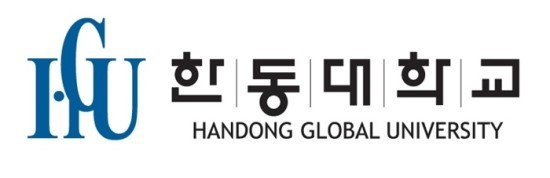 HGU
한동대학교
HANDONG GLOBAL UNIVERSITY